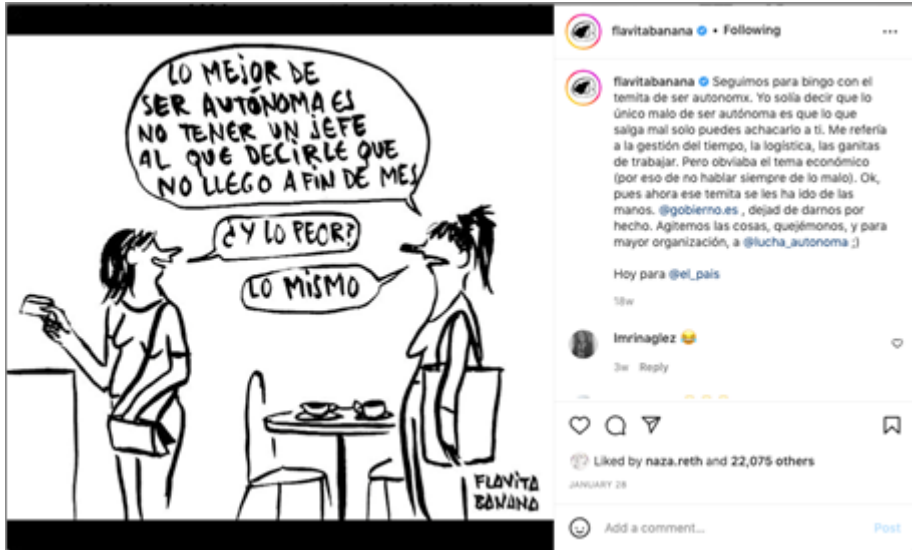 LO MEJOR DE
SER AUTÓNOMA ES
NO TENER UN JEFE
AL QUE DECIRLE QUE
NO LLEGO A FIN DE MES
¿Y LO PEOR?
LO MISMO
FLAVITA
BANANA
flavitabanana • Following
flavitabanana Seguimos para bingo con el
temita de ser autonomx. Yo solía decir que lo
único malo de ser autónoma es que lo que
salga mal solo puedes achacarlo a ti. Me refería
a la gestión del tiempo, la logística, las ganitas
de trabajar. Pero obviaba el tema económico
(por eso de no hablar siempre de lo malo). Ok,
pues ahora ese temita se les ha ido de las
manos. @gobierno.es , dejad de darnos por
hecho. Agitemos las cosas, quejémonos, y para
mayor organización, a @lucha_autonoma ;)
Hoy para @el_pais
18w
lmrinaglez 😂
3w Reply
Liked by naza.reth and 22,075 others
JANUARY 28
Add a comment...
Post